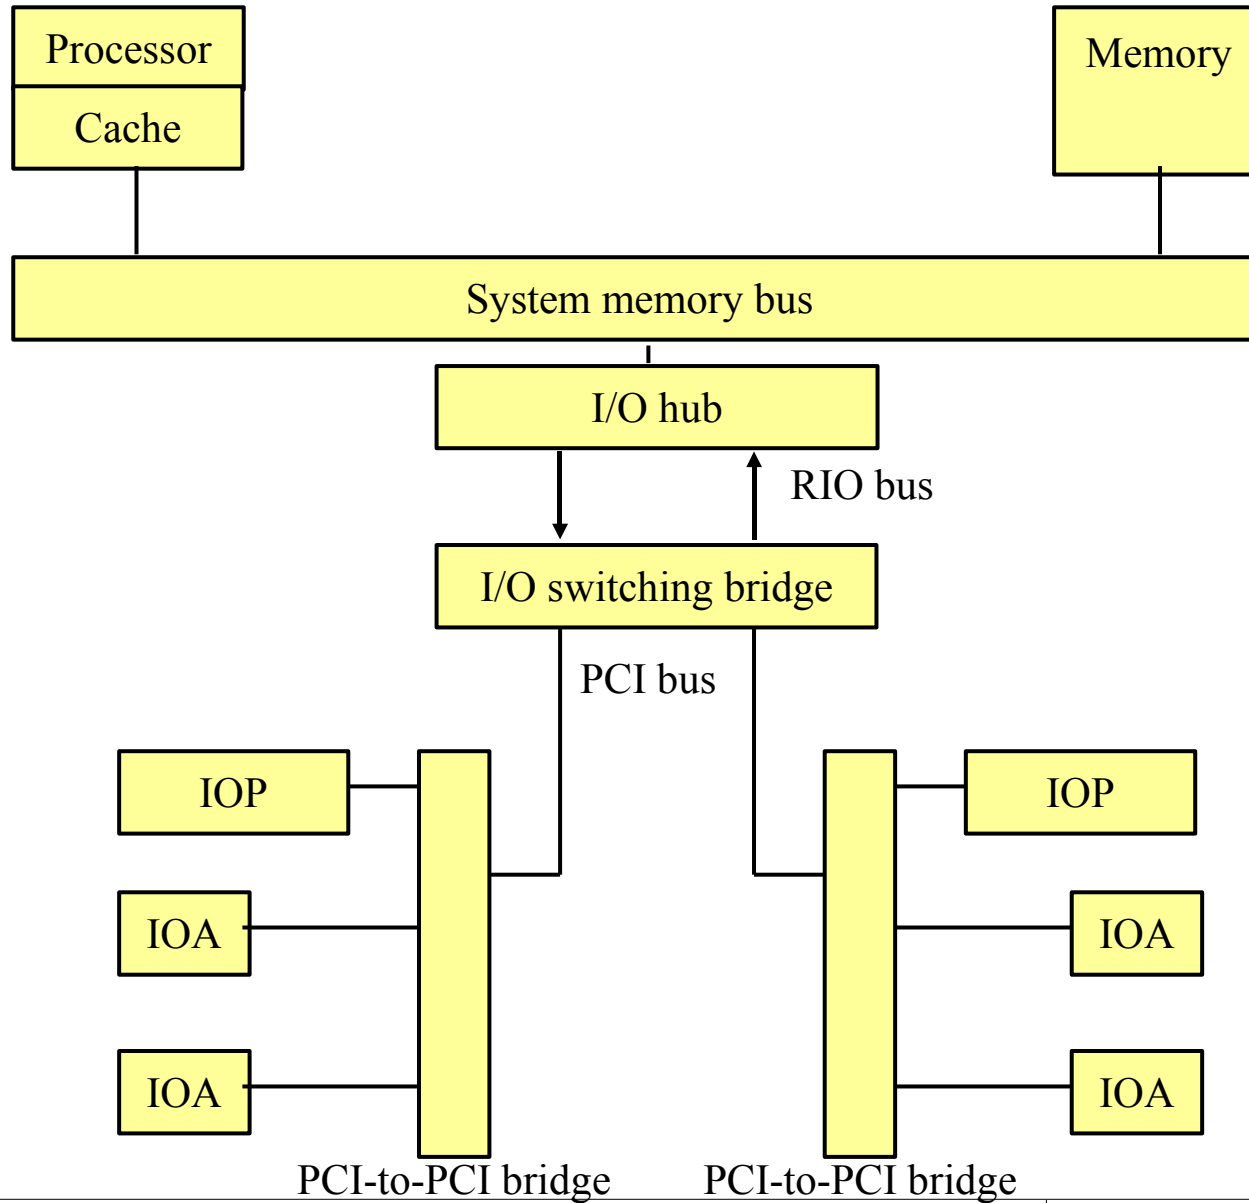 Processor
Memory
Cache
System memory bus
I/O hub
RIO bus
I/O switching bridge
PCI bus
IOP
IOP
IOA
IOA
IOA
IOA
PCI-to-PCI bridge
PCI-to-PCI bridge